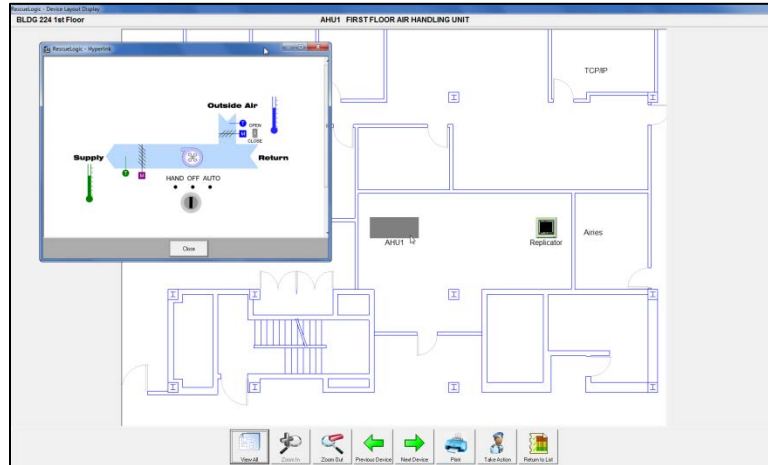 RescueLogic - Device Layout Display
BLDG 224 1st Floor
AHU1 FIRST FLOOR AIR HANDLING UNIT
RescueLogic - Hyperlink
Outside Air
T
OPEN
M
CLOSE
Supply
Return
T
M
HAND OFF AUTO
Close
TCP/IP
AHU1
Replicator
Airies
View All
Zoom In
Zoom Out
Previous Device
Next Device
Print
Take Action
Return to List